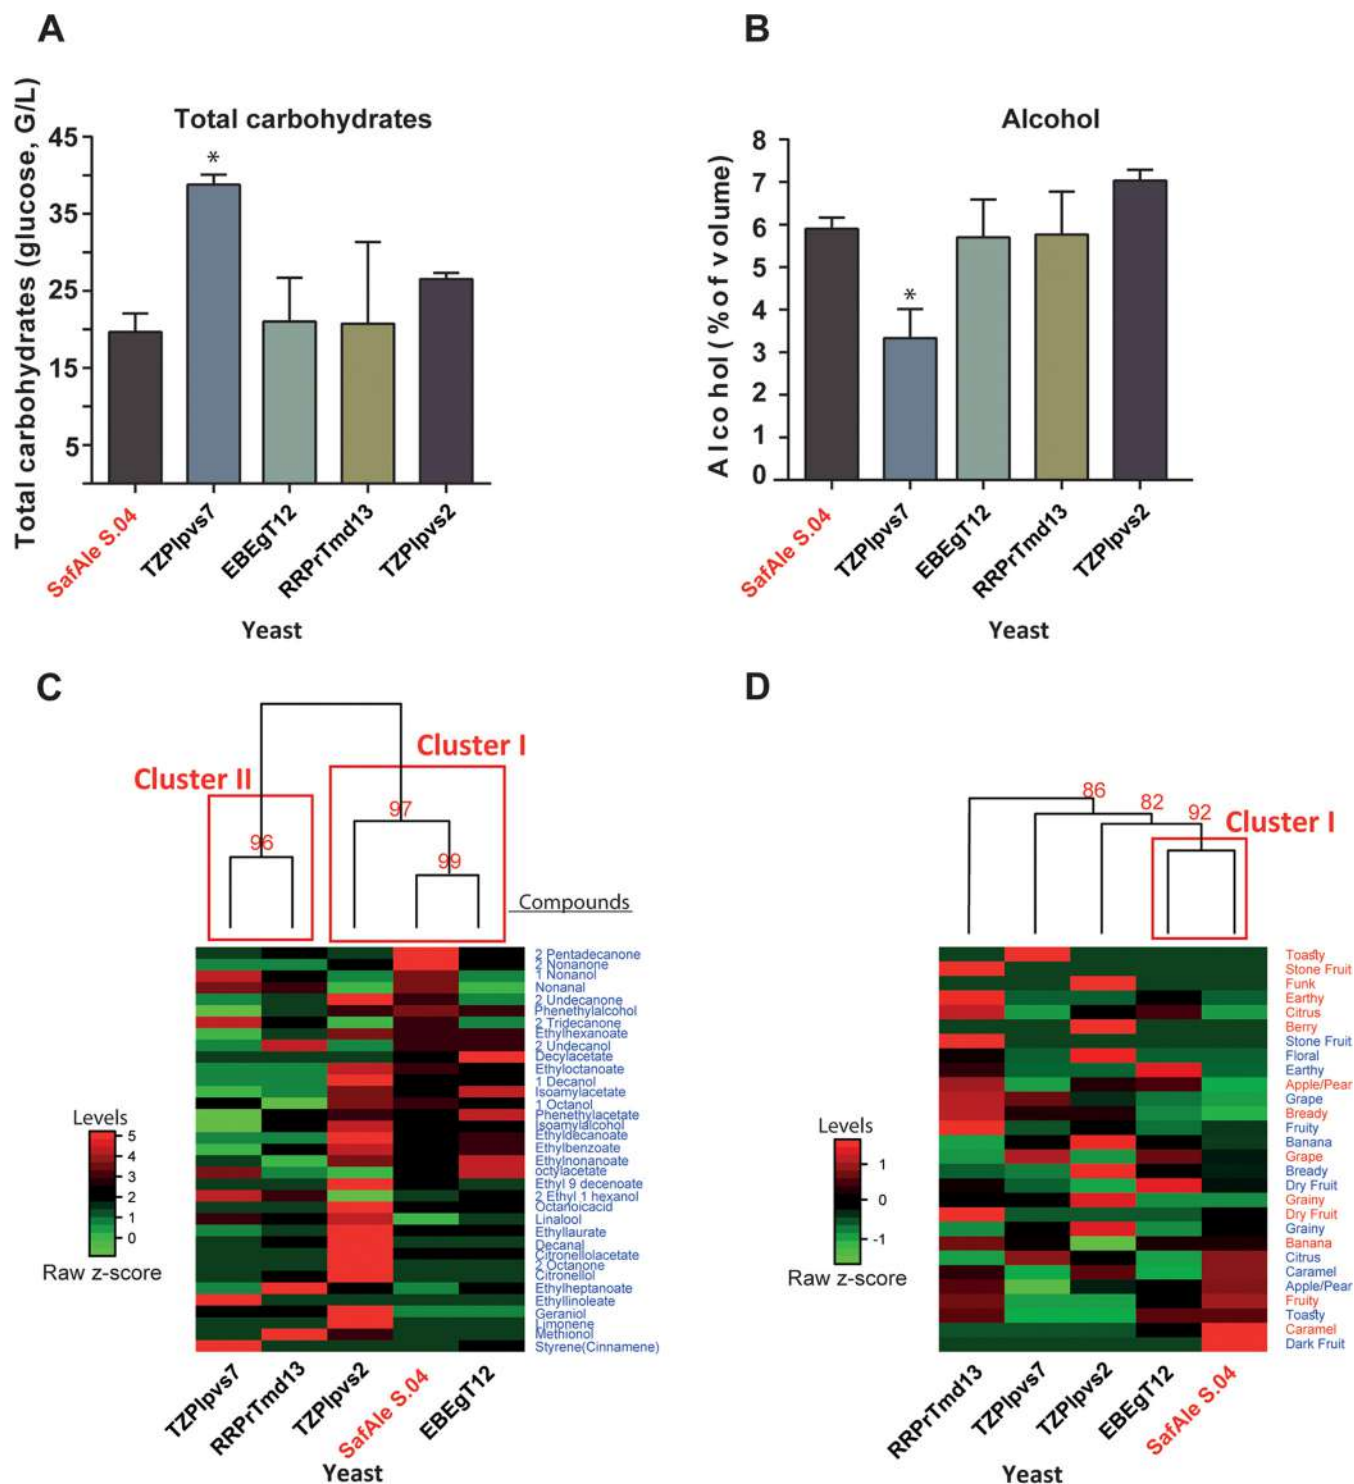 A
Total carbohydrates
Total carbohydrates (glucose, G/L)
45
35
25
15
5
*
SafAle S.04
TZPlpvs7
EBEgT12
RRPrTmd13
TZPlpvs2
Yeast
B
Alcohol
Alcohol (%of volume)
8
7
6
5
4
3
2
1
0
*
SafAle S.04
TZPlpvs7
EBEgT12
RRPrTmd13
TZPlpvs2
Yeast
C
Cluster I
Cluster II
97
96
99
Compounds
2 Pentadecanone
2 Nonanone
1 Nonanol
Nonanal
2 Undecanone
Phenethylalcohol
2 Tridecanone
Ethylhexanoate
2 Undecanol
Decylacetate
Ethyloctanoate
1 Decanol
Isoamylacetate
1 Octanol
Phenethylacetate
Isoamylalcohol
Ethyldecanoate
Ethylbenzoate
Ethylnonanoate
octylacetate
Ethyl 9 decenoate
2 Ethyl 1 hexanol
Octanoicacid
Linalool
Ethyllaurate
Decanal
Citronellolacetate
2 Octanone
Citronellol
Ethylheptanoate
Ethyllinoleate
Geraniol
Limonene
Methionol
Styrene(Cinnamene)
Levels
5
4
3
2
1
0
Raw z-score
TZPlpvs7
RRPrTmd13
TZPlpvs2
SafAle S.04
EBEgT12
Yeast
D
86
82
92
Cluster I
Toasty
Stone Fruit
Funk
Earthy
Citrus
Berry
Stone Fruit
Floral
Earthy
Apple/Pear
Grape
Bready
Fruity
Banana
Grape
Bready
Dry Fruit
Grainy
Dry Fruit
Grainy
Banana
Citrus
Caramel
Apple/Pear
Fruity
Toasty
Caramel
Dark Fruit
Levels
1
0
-1
Raw z-score
RRPrTmd13
TZPlpvs7
TZPlpvs2
EBEgT12
SafAle S.04
Yeast